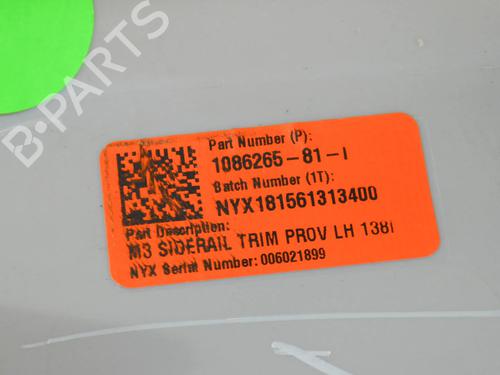 B-PARTS
Part Number (P):
1086265-81-I
Batch Number (1T):
NYX181561313400
Part Description:
M3 SIDERAIL TRIM PROV LH 138I
NYX Serial Number: 006021899